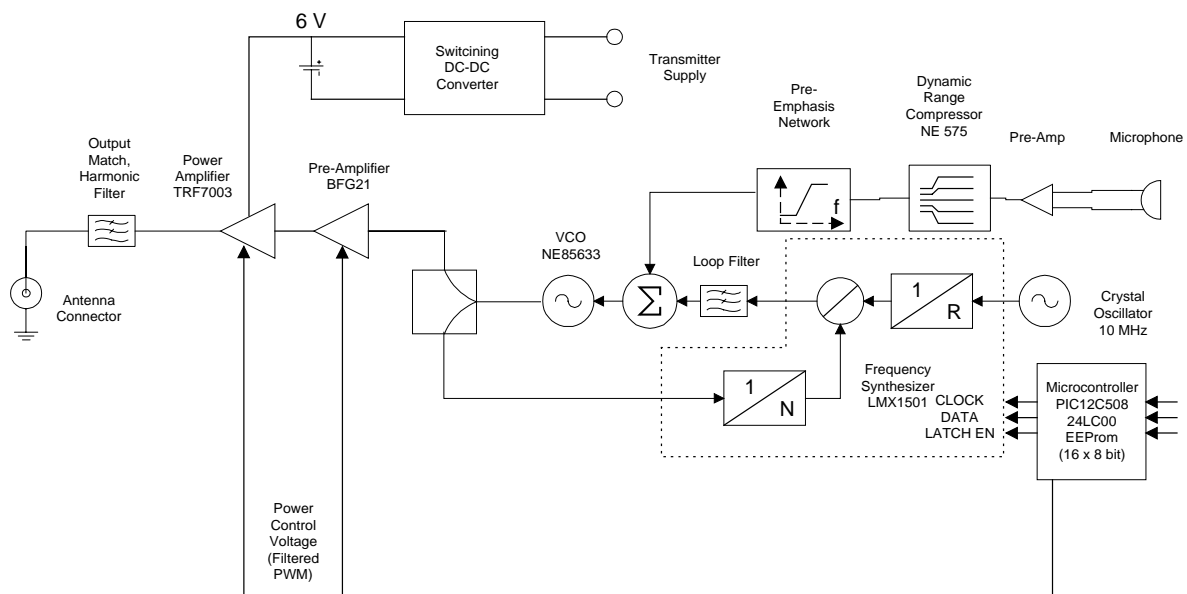 6 V
Switcining
DC-DC
Converter
Transmitter
Supply
Output
Match,
Harmonic
Filter
Power
Amplifier
TRF7003
Pre-Amplifier
BFG21
Pre-
Emphasis
Network
Dynamic
Range
Compressor
NE 575
Pre-Amp
Microphone
f
VCO
NE85633
Loop Filter
Σ
1
R
Crystal
Oscillator
10 MHz
Antenna
Connector
1
N
Frequency
Synthesizer
LMX1501
CLOCK
DATA
LATCH EN
Microcontroller
PIC12C508
24LC00
EEProm
(16 x 8 bit)
Power
Control
Voltage
(Filtered
PWM)